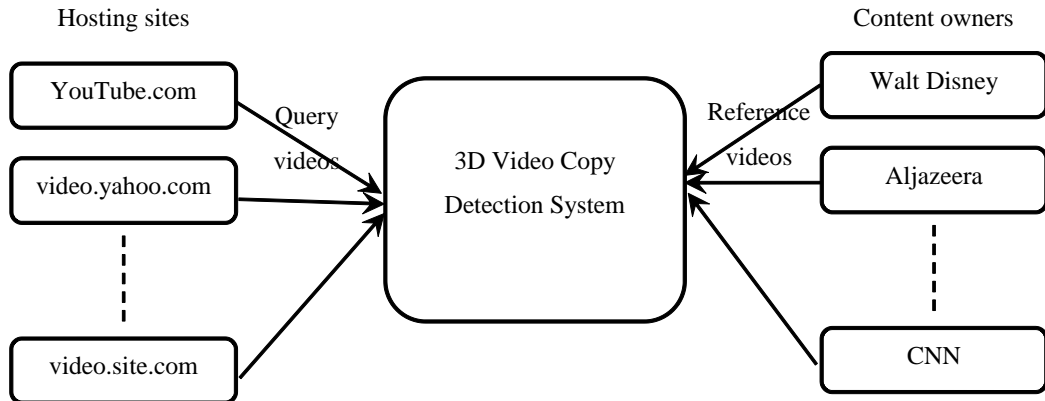 Hosting sites
Content owners
YouTube.com
Query
videos
video.yahoo.com
video.site.com
3D Video Copy
Detection System
Reference
videos
Walt Disney
Aljazeera
CNN